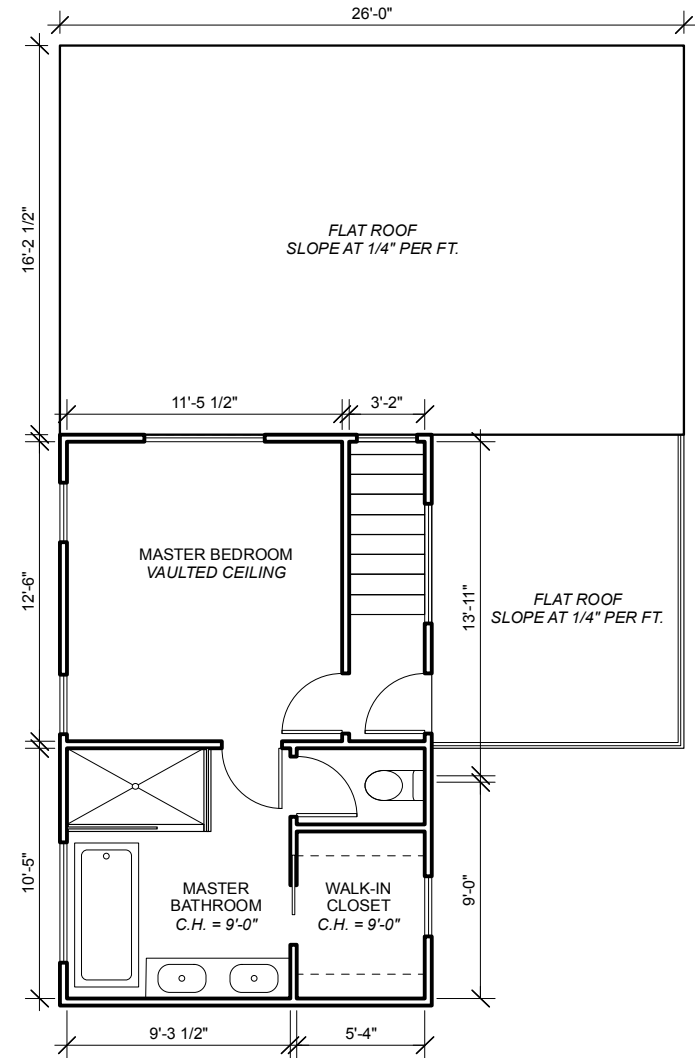 26'-0"
16'-2 1/2"
FLAT ROOF
SLOPE AT 1/4" PER FT.
11'-5 1/2"
3'-2"
12'-6"
MASTER BEDROOM
VAULTED CEILING
13'-11"
FLAT ROOF
SLOPE AT 1/4" PER FT.
10'-5"
MASTER
BATHROOM
C.H. = 9'-0"
WALK-IN
CLOSET
C.H. = 9'-0"
9'-0"
9'-3 1/2"
5'-4"